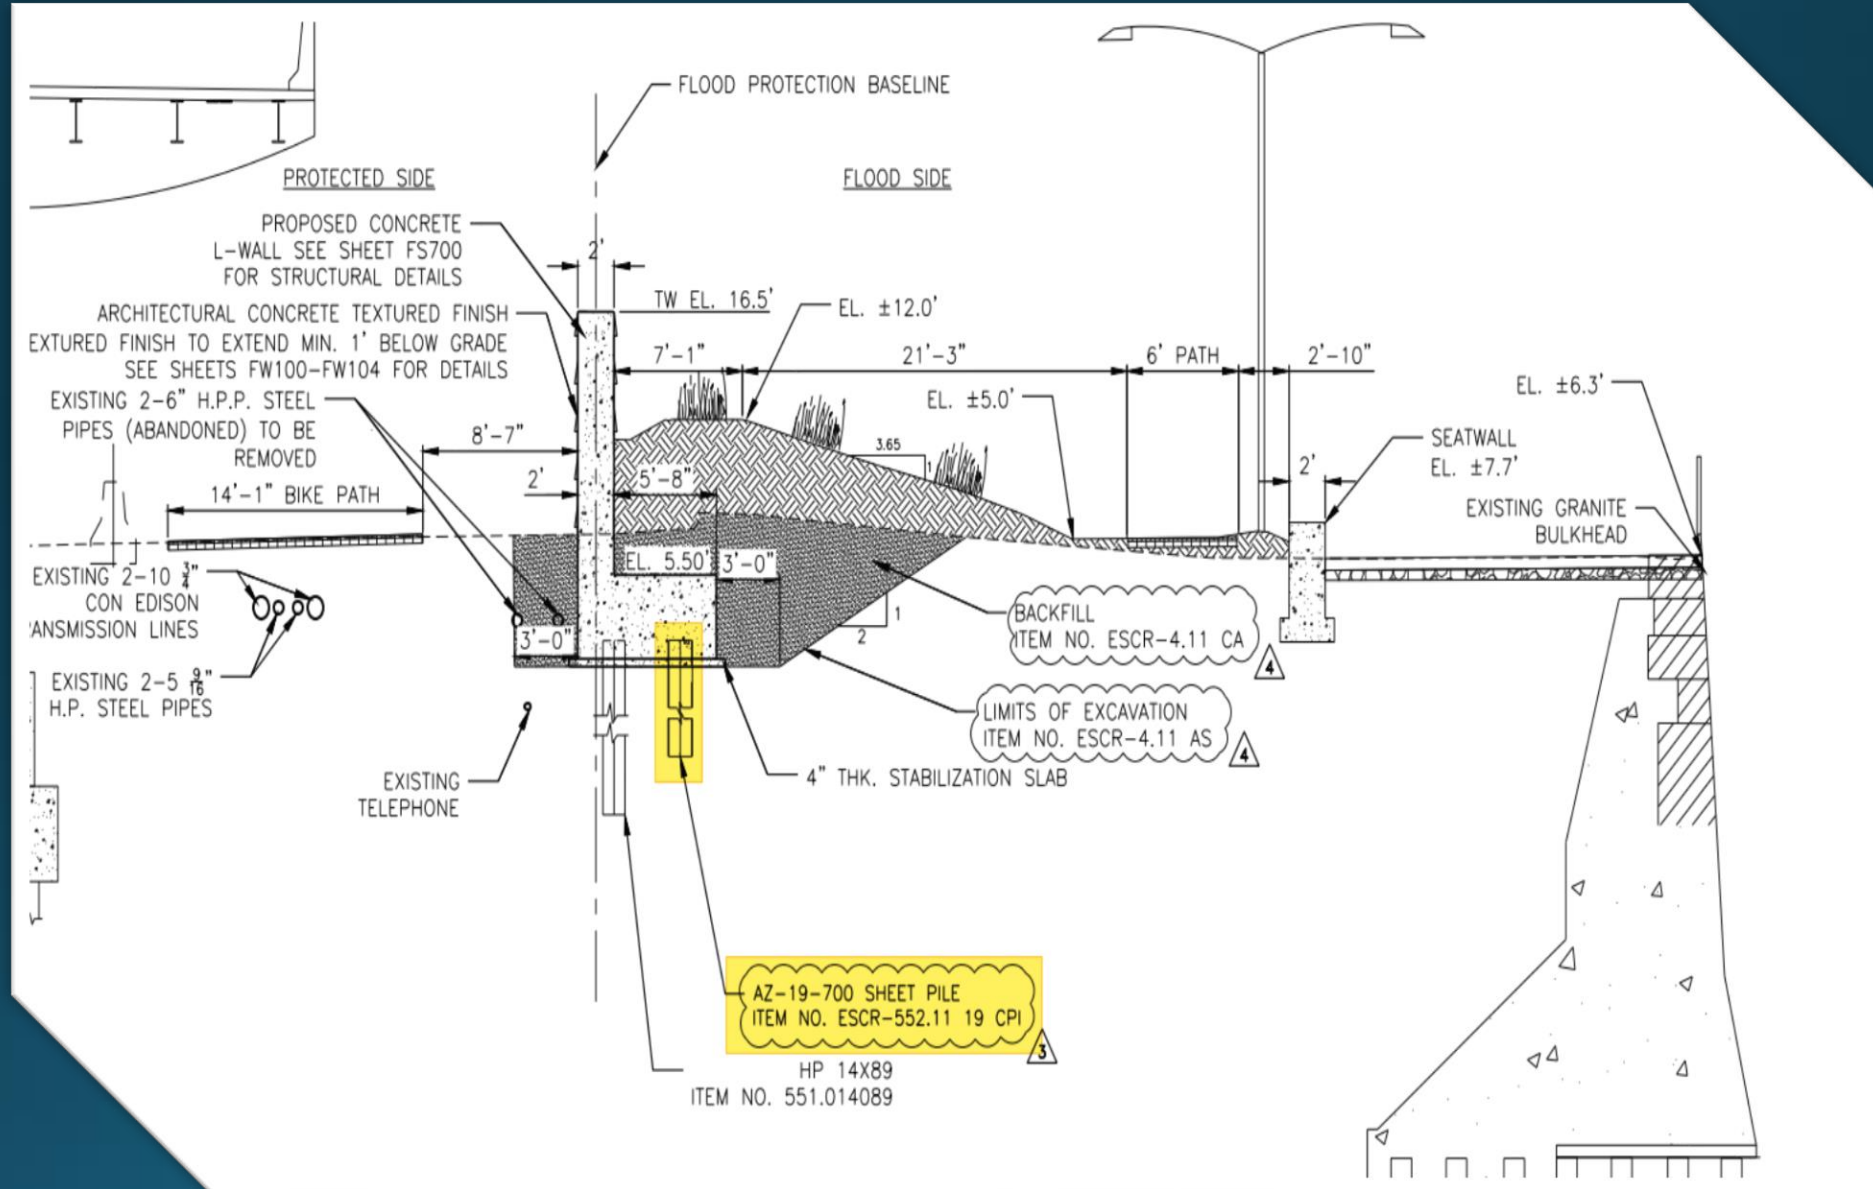 FLOOD PROTECTION BASELINE
PROTECTED SIDE
FLOOD SIDE
PROPOSED CONCRETE
L-WALL SEE SHEET FS700
FOR STRUCTURAL DETAILS
2'
TW EL. 16.5'
EL. ±12.0'
ARCHITECTURAL CONCRETE TEXTURED FINISH
EXTURED FINISH TO EXTEND MIN. 1' BELOW GRADE
SEE SHEETS FW100-FW104 FOR DETAILS
7'-1"
21'-3"
6' PATH
2'-10"
EL. ±6.3'
EXISTING 2-6" H.P.P. STEEL
PIPES (ABANDONED) TO BE
REMOVED
EL. ±5.0'
8'-7"
3.65
1
SEATWALL
EL. ±7.7'
2'
5'-8"
2'
14'-1" BIKE PATH
EXISTING GRANITE
BULKHEAD
EL. 5.50'
3'-0"
EXISTING 2-10 3/4"
CON EDISON
ANSMISSION LINES
3'-0"
1
2
BACKFILL
ITEM NO. ESCR-4.11 CA
4
EXISTING 2-5 9/16"
H.P. STEEL PIPES
LIMITS OF EXCAVATION
ITEM NO. ESCR-4.11 AS
4
4" THK. STABILIZATION SLAB
EXISTING
TELEPHONE
AZ-19-700 SHEET PILE
ITEM NO. ESCR-552.11 19 CPI
3
HP 14X89
ITEM NO. 551.014089